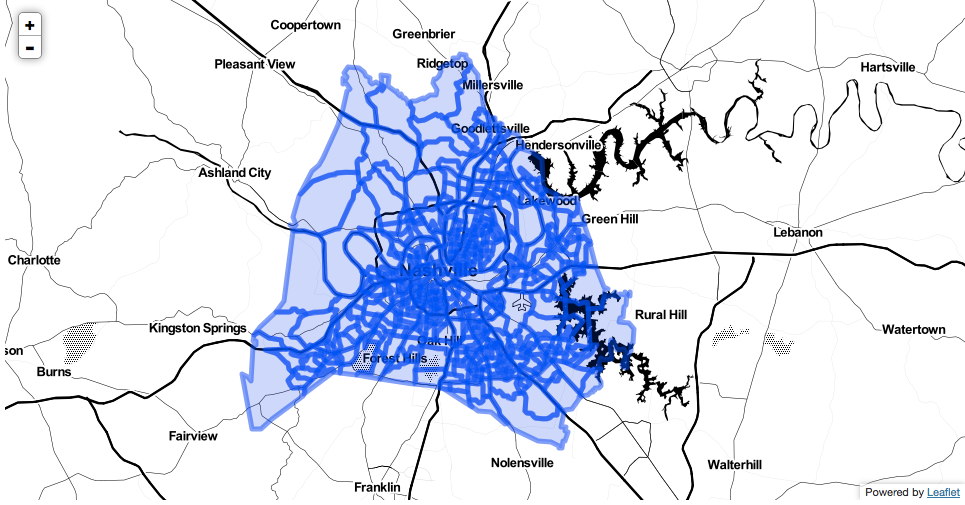 +
-
Coopertown
Greenbrier
Pleasant View
Ridgetop
Hartsville
Millersville
Goodlettsville
Hendersonville
Ashland City
Lakewood
Green Hill
Lebanon
Charlotte
Nashville
Rural Hill
Kingston Springs
Watertown
Oak Hill
son
Forest Hills
Burns
Fairview
Nolensville
Walterhill
Franklin
Powered by Leaflet